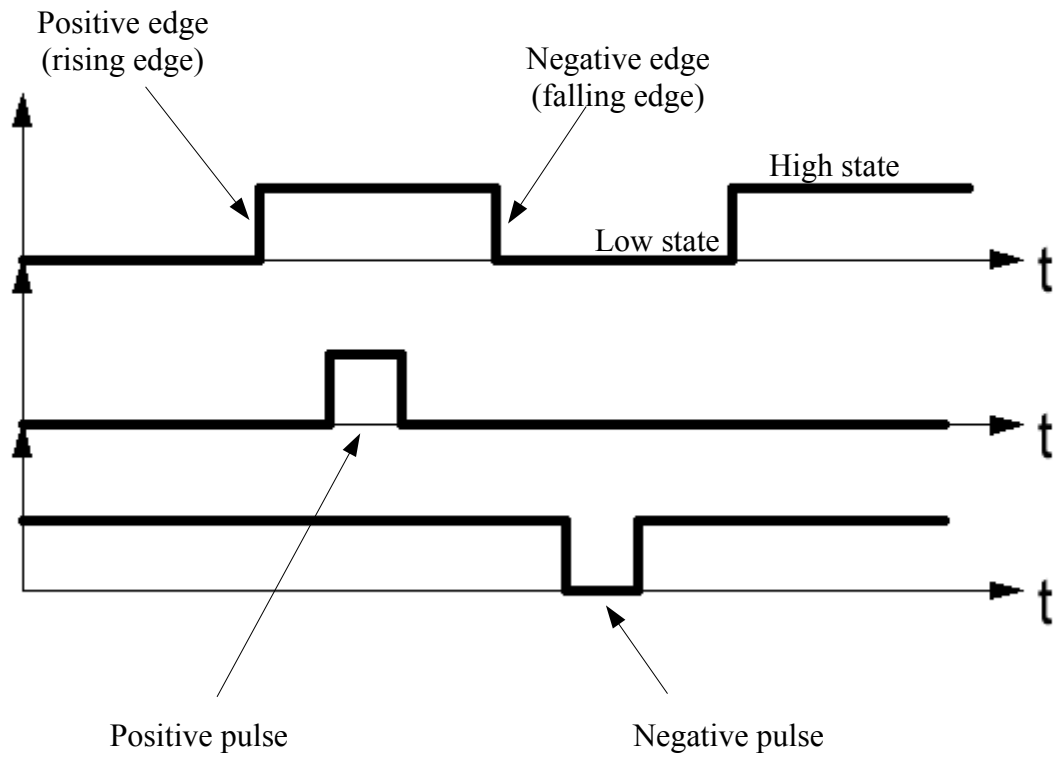 Positive edge
(rising edge)
Negative edge
(falling edge)
High state
Low state
t
t
t
Positive pulse
Negative pulse